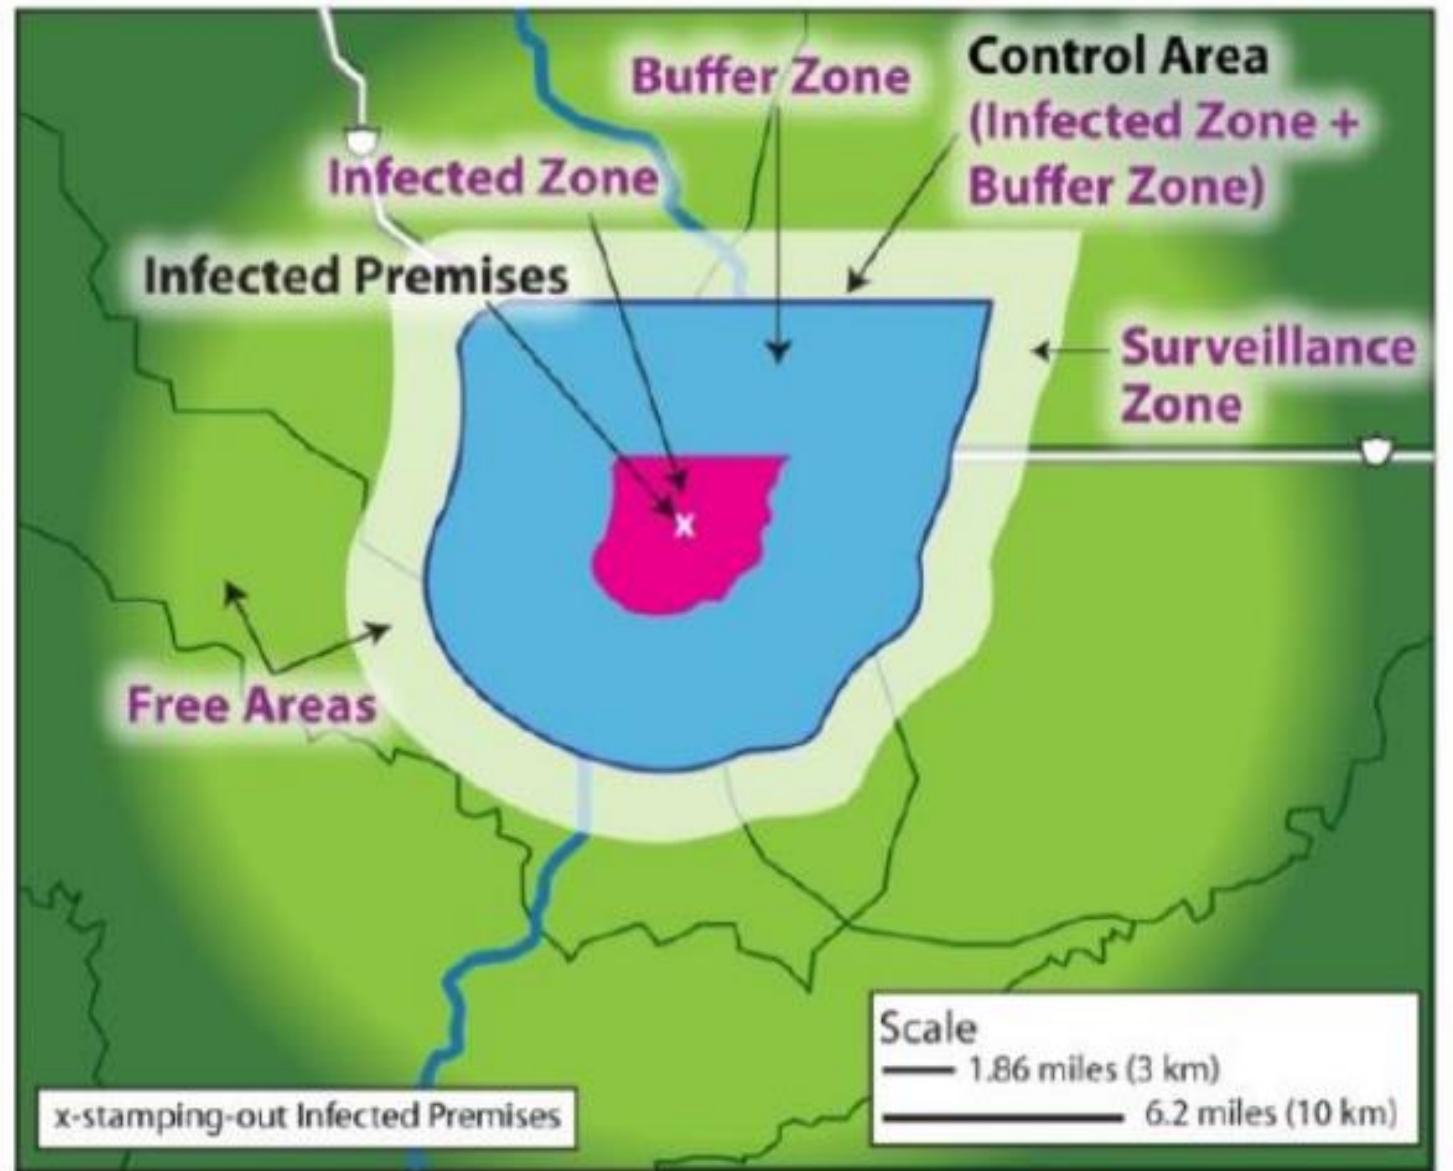 Buffer Zone
Control Area
(Infected Zone +
Buffer Zone)
Infected Zone
Infected Premises
Surveillance
Zone
x
Free Areas
Scale
1.86 miles (3 km)
6.2 miles (10 km)
x-stamping-out Infected Premises